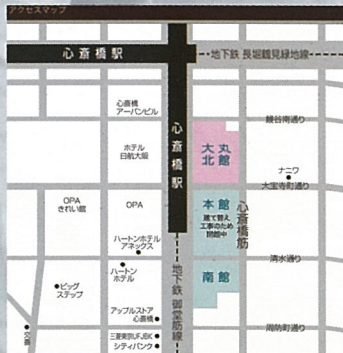 アクセスマップ
心斎橋駅
地下鉄 長堀鶴見緑地線
心斎橋
アーバンビル
鰻谷南通り
心斎橋駅
大丸
北館
ホテル
日航大阪
ナニワ
大宝寺町通り
OPA
きれい館
OPA
本館
建て替え
工事のため
閉館中
心斎橋筋
ハートンホテル
アネックス
清水通り
ハートン
ホテル
地下鉄 御堂筋線
南館
ビッグ
ステップ
アップルストア
心斎橋
周防町通り
交番
三菱東京UFJBK
シティバンク